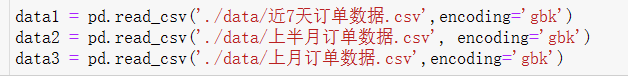 data1 = pd.read_csv('./data/近7天订单数据.csv',encoding='gbk')
data2 = pd.read_csv('./data/上半月订单数据.csv', encoding='gbk')
data3 = pd.read_csv('./data/上月订单数据.csv',encoding='gbk')